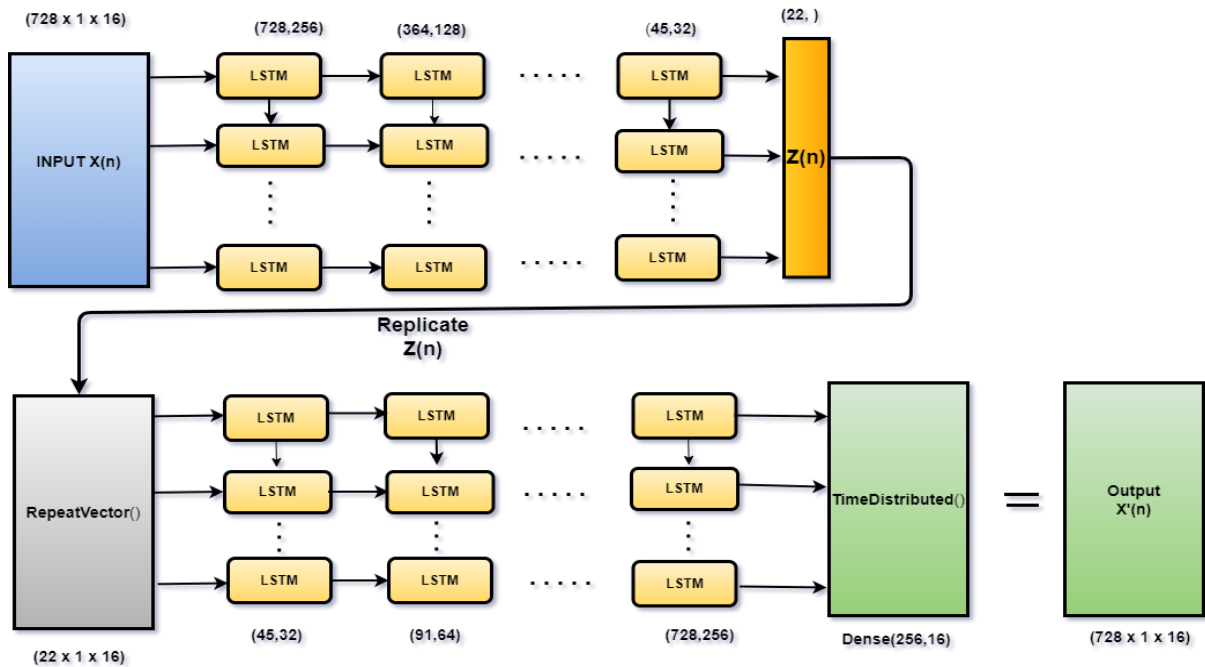 (728 x 1 x 16)
(728,256)
(364,128)
(45,32)
(22, )
LSTM
LSTM
LSTM
LSTM
LSTM
LSTM
INPUT X(n)
Z(n)
LSTM
LSTM
LSTM
Replicate
Z(n)
LSTM
LSTM
LSTM
LSTM
LSTM
LSTM
RepeatVector()
TimeDistributed()
=
Output
X'(n)
LSTM
LSTM
LSTM
(45,32)
(91,64)
(728,256)
Dense(256,16)
(728 x 1 x 16)
(22 x 1 x 16)